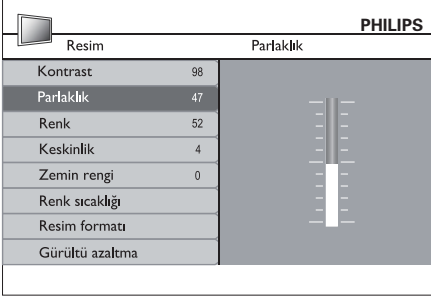 PHILIPS
Resim
Parlaklık
Kontrast 98
Parlaklık 47
Renk 52
Keskinlik 4
Zemin rengi 0
Renk sıcaklığı
Resim formatı
Gürültü azaltma